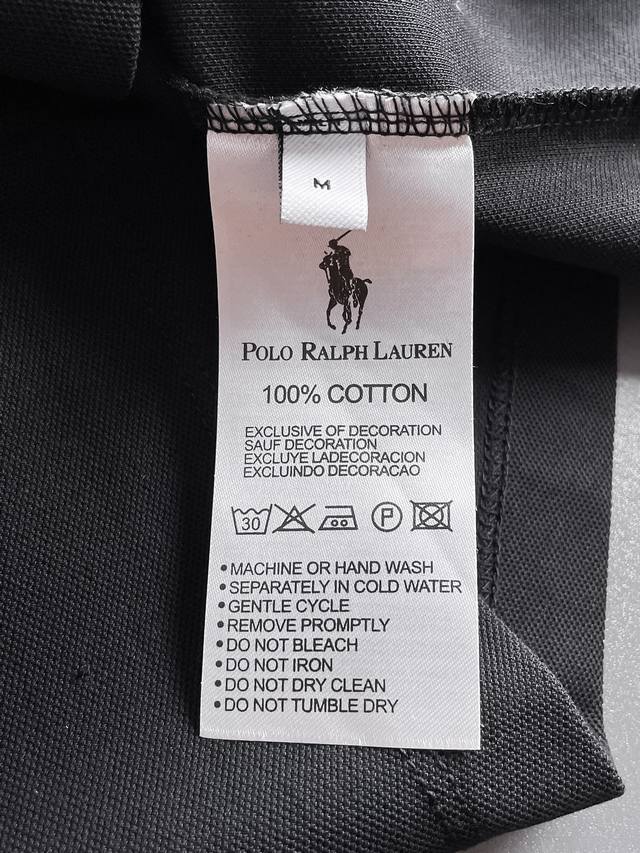 M
POLO RALPH LAUREN
100% COTTON
EXCLUSIVE OF DECORATION
SAUF DECORATION
EXCLUYE LADECORACION
EXCLUINDO DECORACAO
30 P
• MACHINE OR HAND WASH
• SEPARATELY IN COLD WATER
• GENTLE CYCLE
• REMOVE PROMPTLY
• DO NOT BLEACH
• DO NOT IRON
• DO NOT DRY CLEAN
• DO NOT TUMBLE DRY